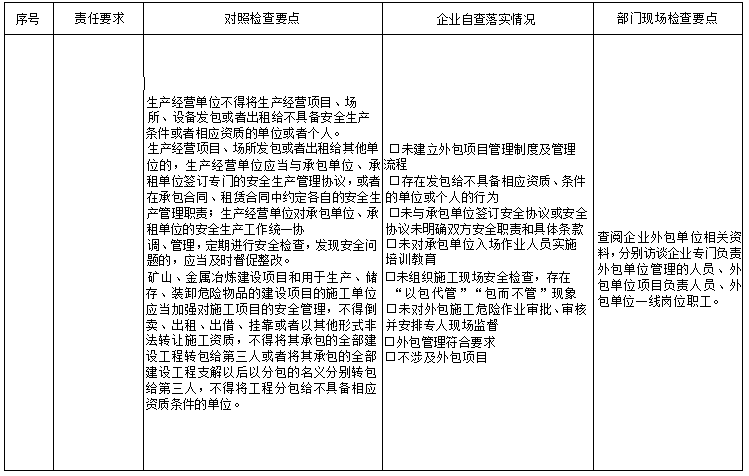 序号 责任要求 对照检查要点 企业自查落实情况 部门现场检查要点
生产经营单位不得将生产经营项目、场
所、设备发包或者出租给不具备安全生产
条件或者相应资质的单位或者个人。
生产经营项目、场所发包或者出租给其他单
位的，生产经营单位应当与承包单位、承
租单位签订专门的安全生产管理协议，或者
在承包合同、租赁合同中约定各自的安全生
产管理职责；生产经营单位对承包单位、承
租单位的安全生产工作统一协
调、管理，定期进行安全检查，发现安全问
题的，应当及时督促整改。
矿山、金属冶炼建设项目和用于生产、储
存、装卸危险物品的建设项目的施工单位
应当加强对施工项目的安全管理，不得倒
卖、出租、出借、挂靠或者以其他形式非
法转让施工资质，不得将其承包的全部建
设工程转包给第三人或者将其承包的全部
建设工程支解以后以分包的名义分别转包
给第三人，不得将工程分包给不具备相应
资质条件的单位。
□未建立外包项目管理制度及管理
流程
□存在发包给不具备相应资质、条件
的单位或个人的行为
□未与承包单位签订安全协议或安全
协议未明确双方安全职责和具体条款
□未对承包单位入场作业人员实施
培训教育
□未组织施工现场安全检查，存在
“以包代管”“包而不管”现象
□未对外包施工危险作业审批、审核
并安排专人现场监督
□外包管理符合要求
□不涉及外包项目
查阅企业外包单位相关资
料，分别访谈企业专门负责
外包单位管理的人员、外
包单位项目负责人员、外
包单位一线岗位职工。